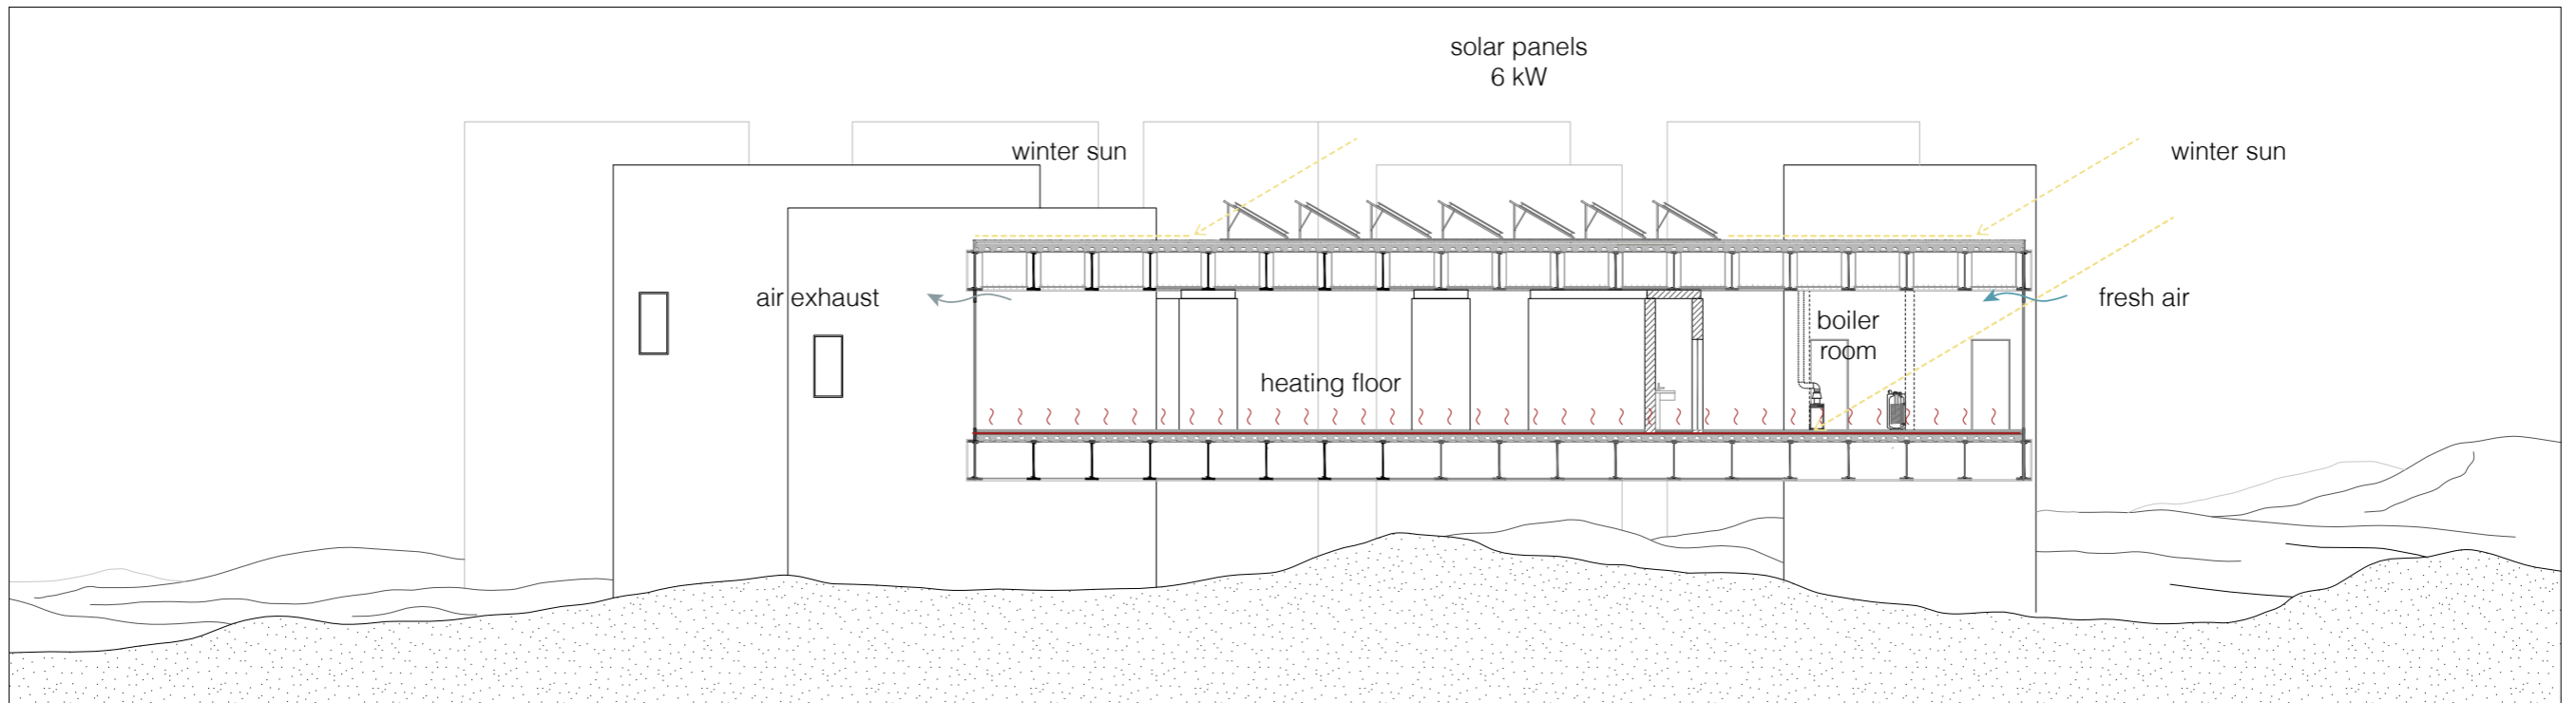 solar panels
6 kW
winter sun
winter sun
air exhaust
fresh air
boiler
room
heating floor